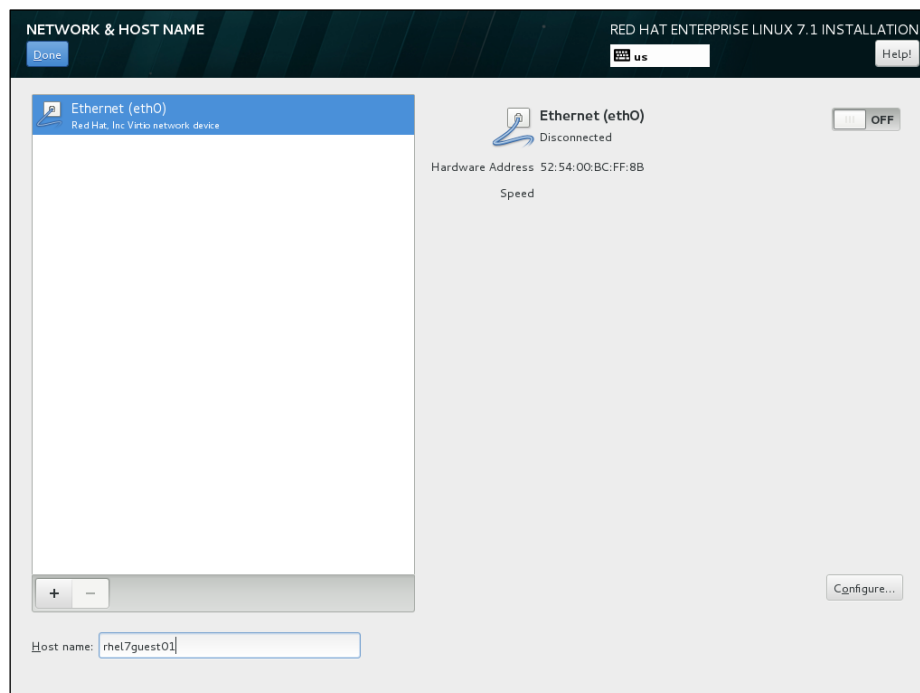 NETWORK & HOST NAME
RED HAT ENTERPRISE LINUX 7.1 INSTALLATION
Done
us
Help!
Ethernet (eth0)
Red Hat, Inc Virtio network device
Ethernet (eth0)
Disconnected
OFF
Hardware Address 52:54:00:BC:FF:8B
Speed
+ −
Configure...
Host name: rhel7guest01